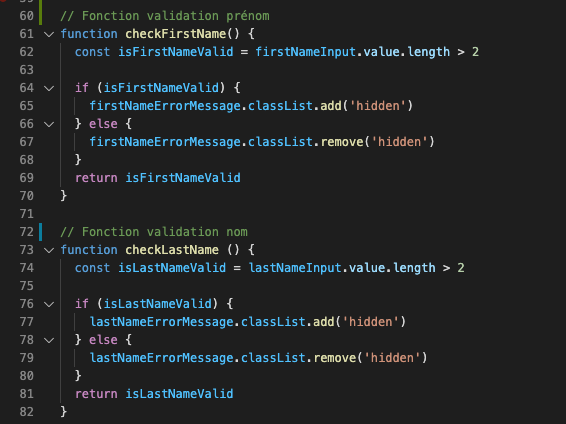 60 // Fonction validation prénom
61 function checkFirstName() {
62 const isFirstNameValid = firstNameInput.value.length > 2
63
64 if (isFirstNameValid) {
65 firstNameErrorMessage.classList.add('hidden')
66 } else {
67 firstNameErrorMessage.classList.remove('hidden')
68 }
69 return isFirstNameValid
70 }
71
72 // Fonction validation nom
73 function checkLastName () {
74 const isLastNameValid = lastNameInput.value.length > 2
75
76 if (isLastNameValid) {
77 lastNameErrorMessage.classList.add('hidden')
78 } else {
79 lastNameErrorMessage.classList.remove('hidden')
80 }
81 return isLastNameValid
82 }